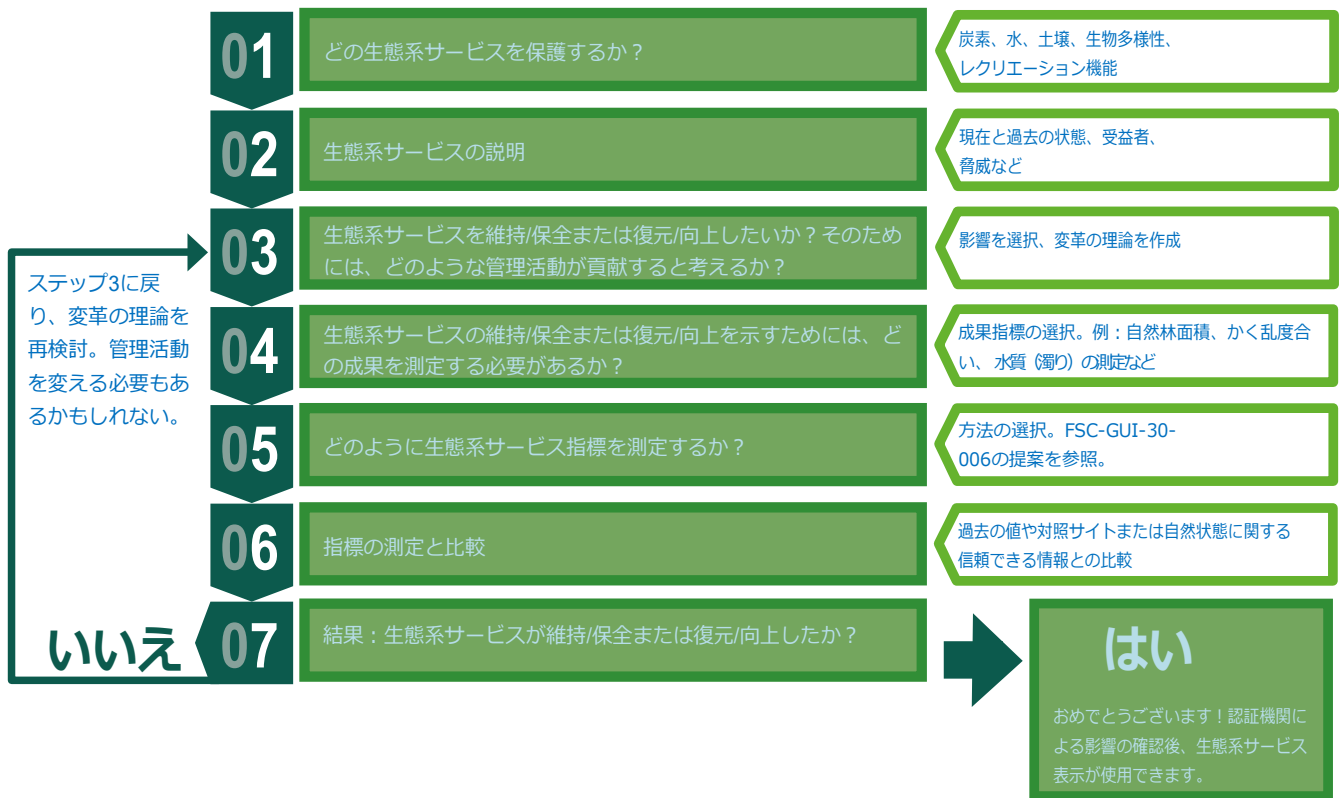 01
どの生態系サービスを保護するか？
炭素、水、土壌、生物多様性、
レクリエーション機能
02
生態系サービスの説明
現在と過去の状態、受益者、
脅威など
03
生態系サービスを維持/保全または復元/向上したいか？そのため
には、どのような管理活動が貢献すると考えるか？
影響を選択、変革の理論を作成
ステップ3に戻
り、変革の理論を
再検討。管理活動
を変える必要もあ
るかもしれない。
04
生態系サービスの維持/保全または復元/向上を示すためには、ど
の成果を測定する必要があるか？
成果指標の選択。例：自然林面積、かく乱度合
い、 水質（濁り）の測定など
05
どのように生態系サービス指標を測定するか？
方法の選択。FSC-GUI-30-
006の提案を参照。
06
指標の測定と比較
過去の値や対照サイトまたは自然状態に関する
信頼できる情報との比較
いいえ
07
結果：生態系サービスが維持/保全または復元/向上したか？
はい
おめでとうございます！認証機関に
よる影響の確認後、生態系サービス
表示が使用できます。